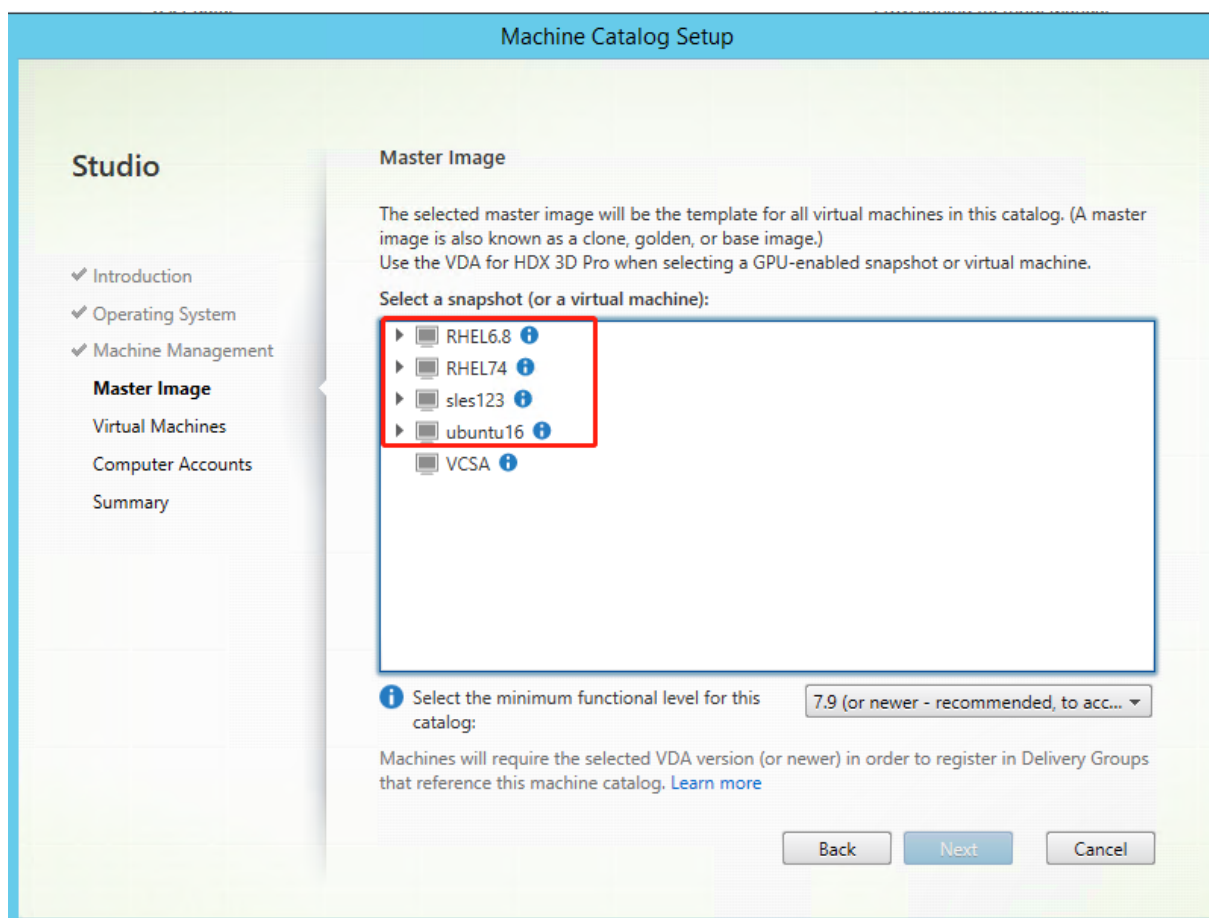 Machine Catalog Setup
Studio
Introduction
Operating System
Machine Management
Master Image
Virtual Machines
Computer Accounts
Summary
Master Image
The selected master image will be the template for all virtual machines in this catalog. (A master
image is also known as a clone, golden, or base image.)
Use the VDA for HDX 3D Pro when selecting a GPU-enabled snapshot or virtual machine.
Select a snapshot (or a virtual machine):
RHEL6.8
RHEL74
sles123
ubuntu16
VCSA
Select the minimum functional level for this
catalog:
7.9 (or newer - recommended, to acc...
Machines will require the selected VDA version (or newer) in order to register in Delivery Groups
that reference this machine catalog. Learn more
Back
Next
Cancel